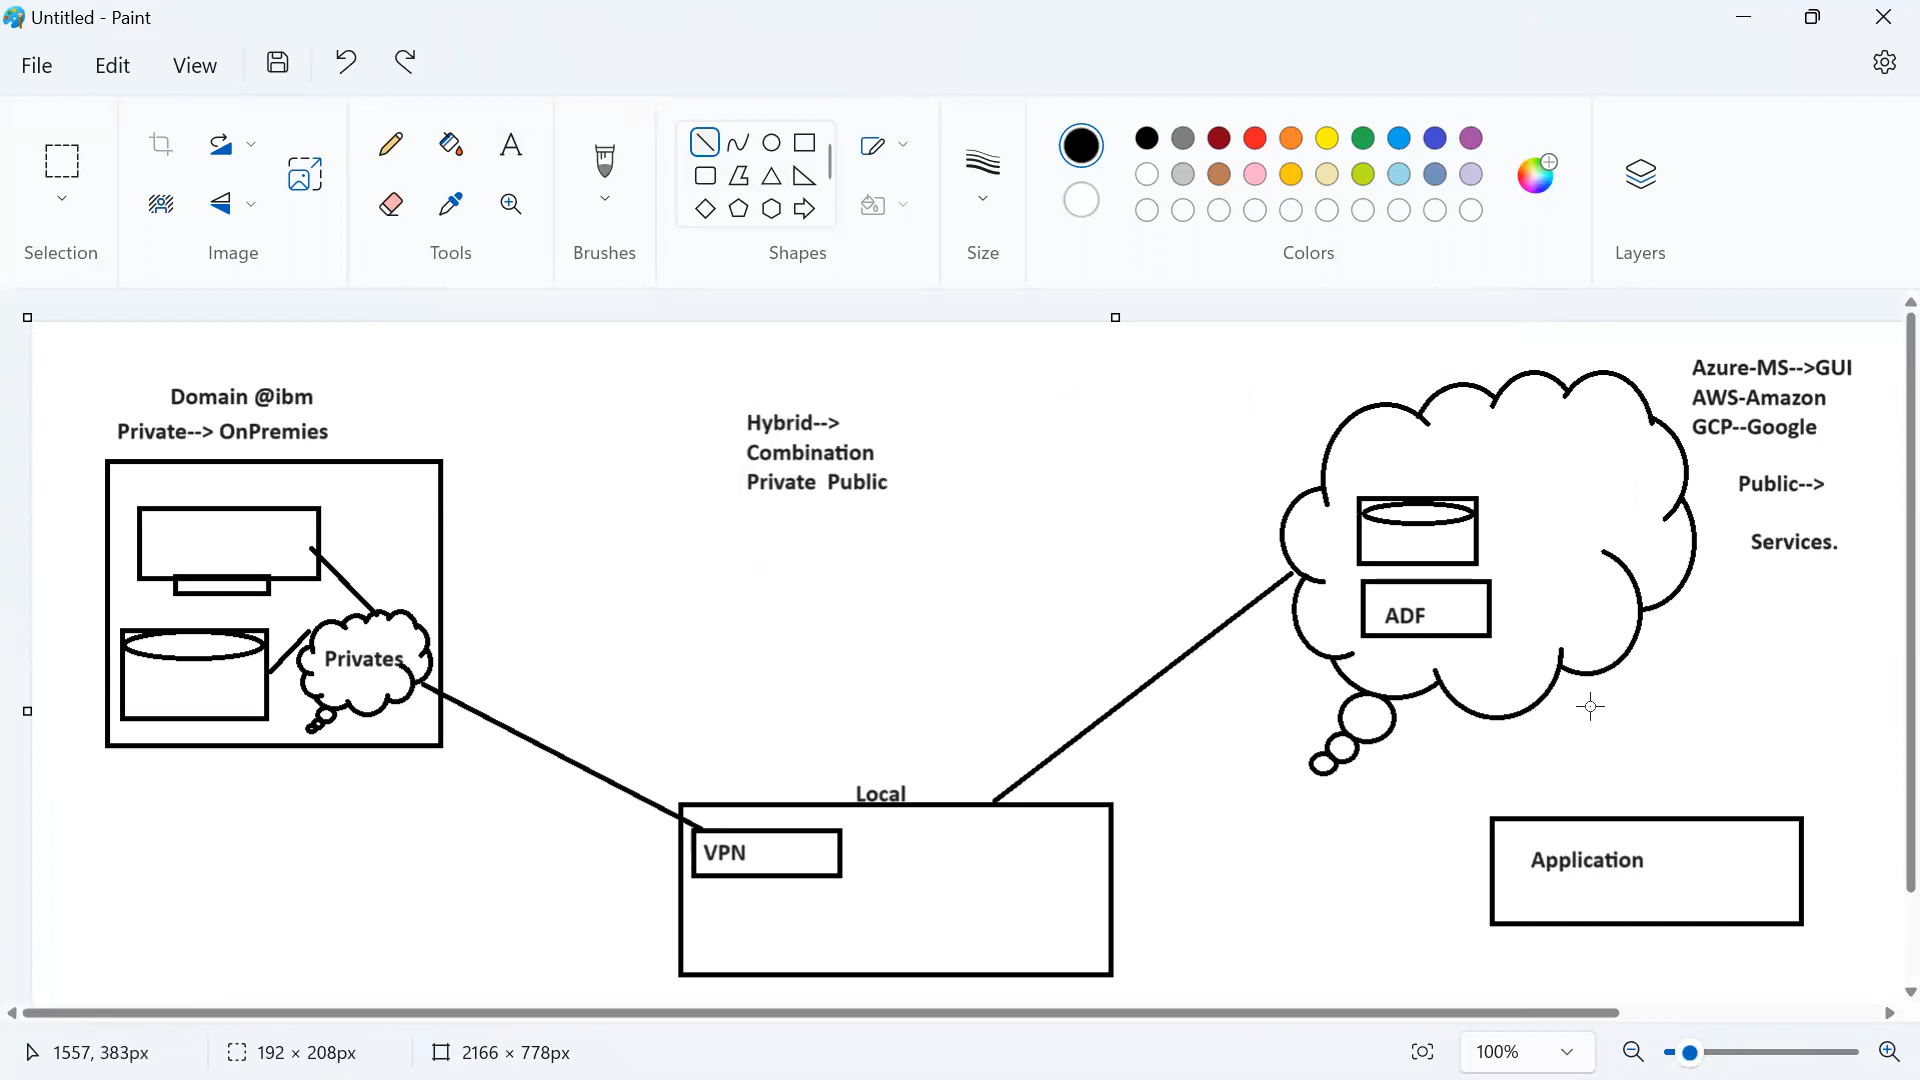 Untitled - Paint
File
Edit
View
Selection
Image
Tools
Brushes
Shapes
Size
Colors
Layers
Domain @ibm
Private--> OnPremies
Privates
Hybrid-->
Combination
Private  Public
Azure-MS-->GUI
AWS-Amazon
GCP--Google
Public-->
Services.
ADF
Local
VPN
Application
1557, 383px
192 × 208px
2166 × 778px
100%